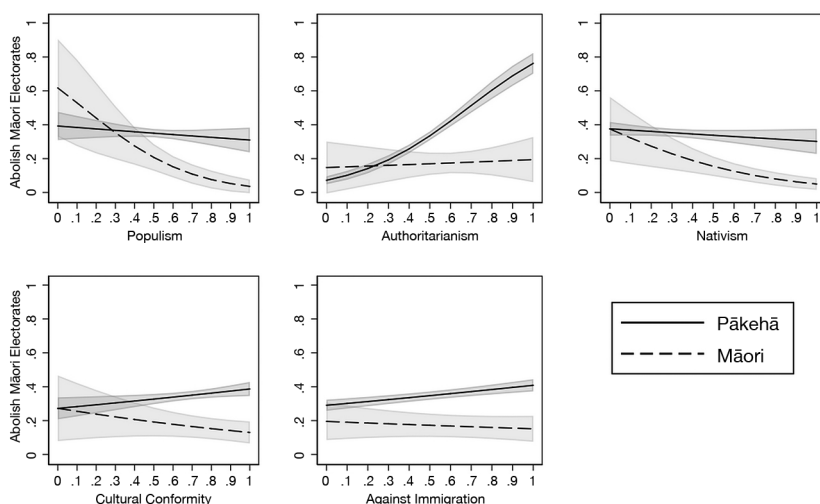 Abolish Māori Electorates
1
.8
.6
.4
.2
0
0 .1 .2 .3 .4 .5 .6 .7 .8 .9 1
Populism
1
.8
.6
.4
.2
0
0 .1 .2 .3 .4 .5 .6 .7 .8 .9 1
Authoritarianism
1
.8
.6
.4
.2
0
0 .1 .2 .3 .4 .5 .6 .7 .8 .9 1
Nativism
Abolish Māori Electorates
1
.8
.6
.4
.2
0
0 .1 .2 .3 .4 .5 .6 .7 .8 .9 1
Cultural Conformity
1
.8
.6
.4
.2
0
0 .1 .2 .3 .4 .5 .6 .7 .8 .9 1
Against Immigration
Pākehā
Māori